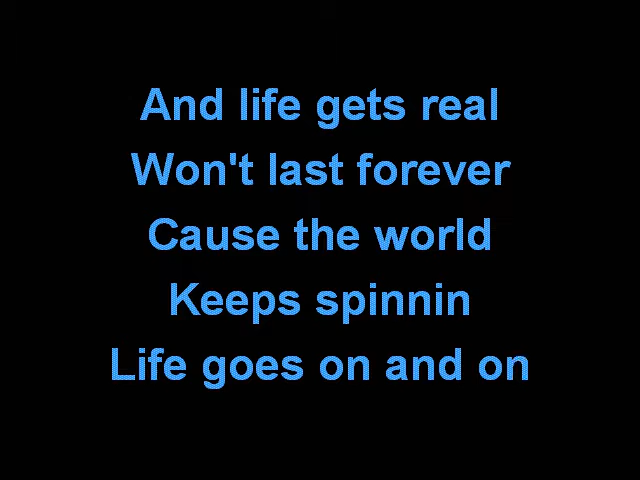 And life gets real
Won't last forever
Cause the world
Keeps spinnin
Life goes on and on